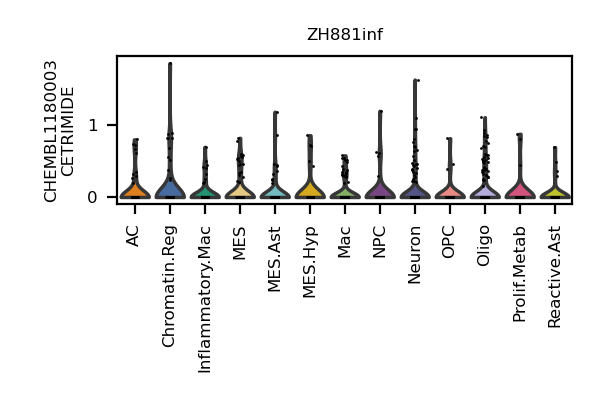 ZH881inf
CHEMBL1180003
CETRIMIDE
1
0
AC
Chromatin.Reg
Inflammatory.Mac
MES
MES.Ast
MES.Hyp
Mac
NPC
Neuron
OPC
Oligo
Prolif.Metab
Reactive.Ast